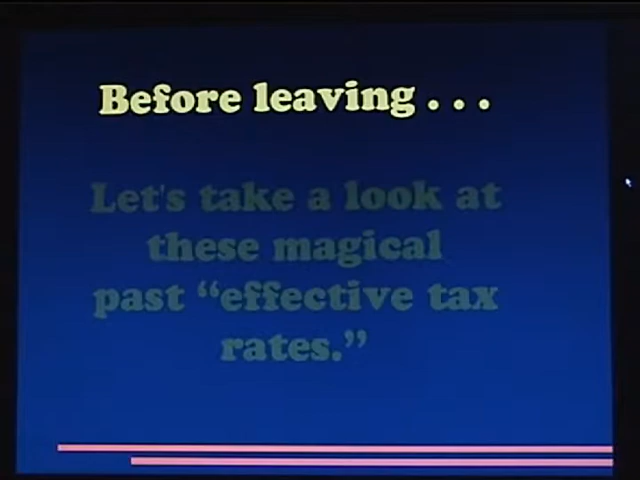 Before leaving . . .
Let's take a look at
these magical
past “effective tax
rates.”